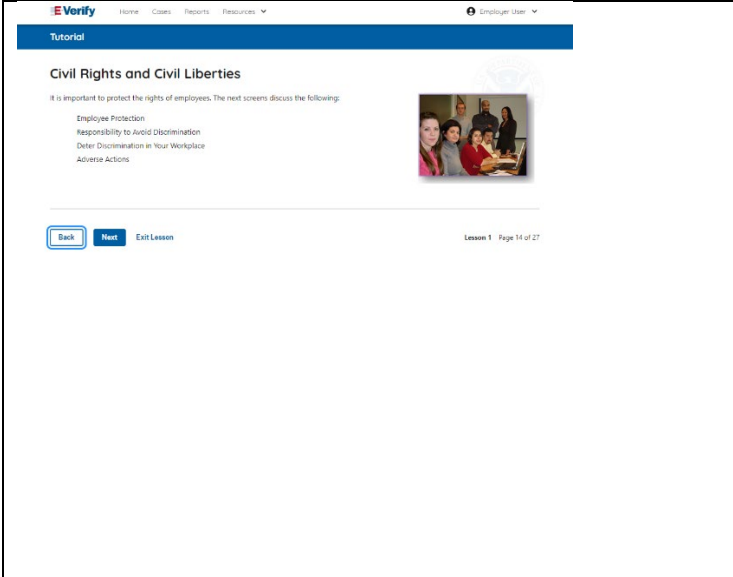 E-Verify Home Cases Reports Resources Employer User
Tutorial
Civil Rights and Civil Liberties
It is important to protect the rights of employees. The next screens discuss the following:
Employee Protection
Responsibility to Avoid Discrimination
Deter Discrimination in Your Workplace
Adverse Actions
Back Next Exit Lesson Lesson 1 Page 14 of 27